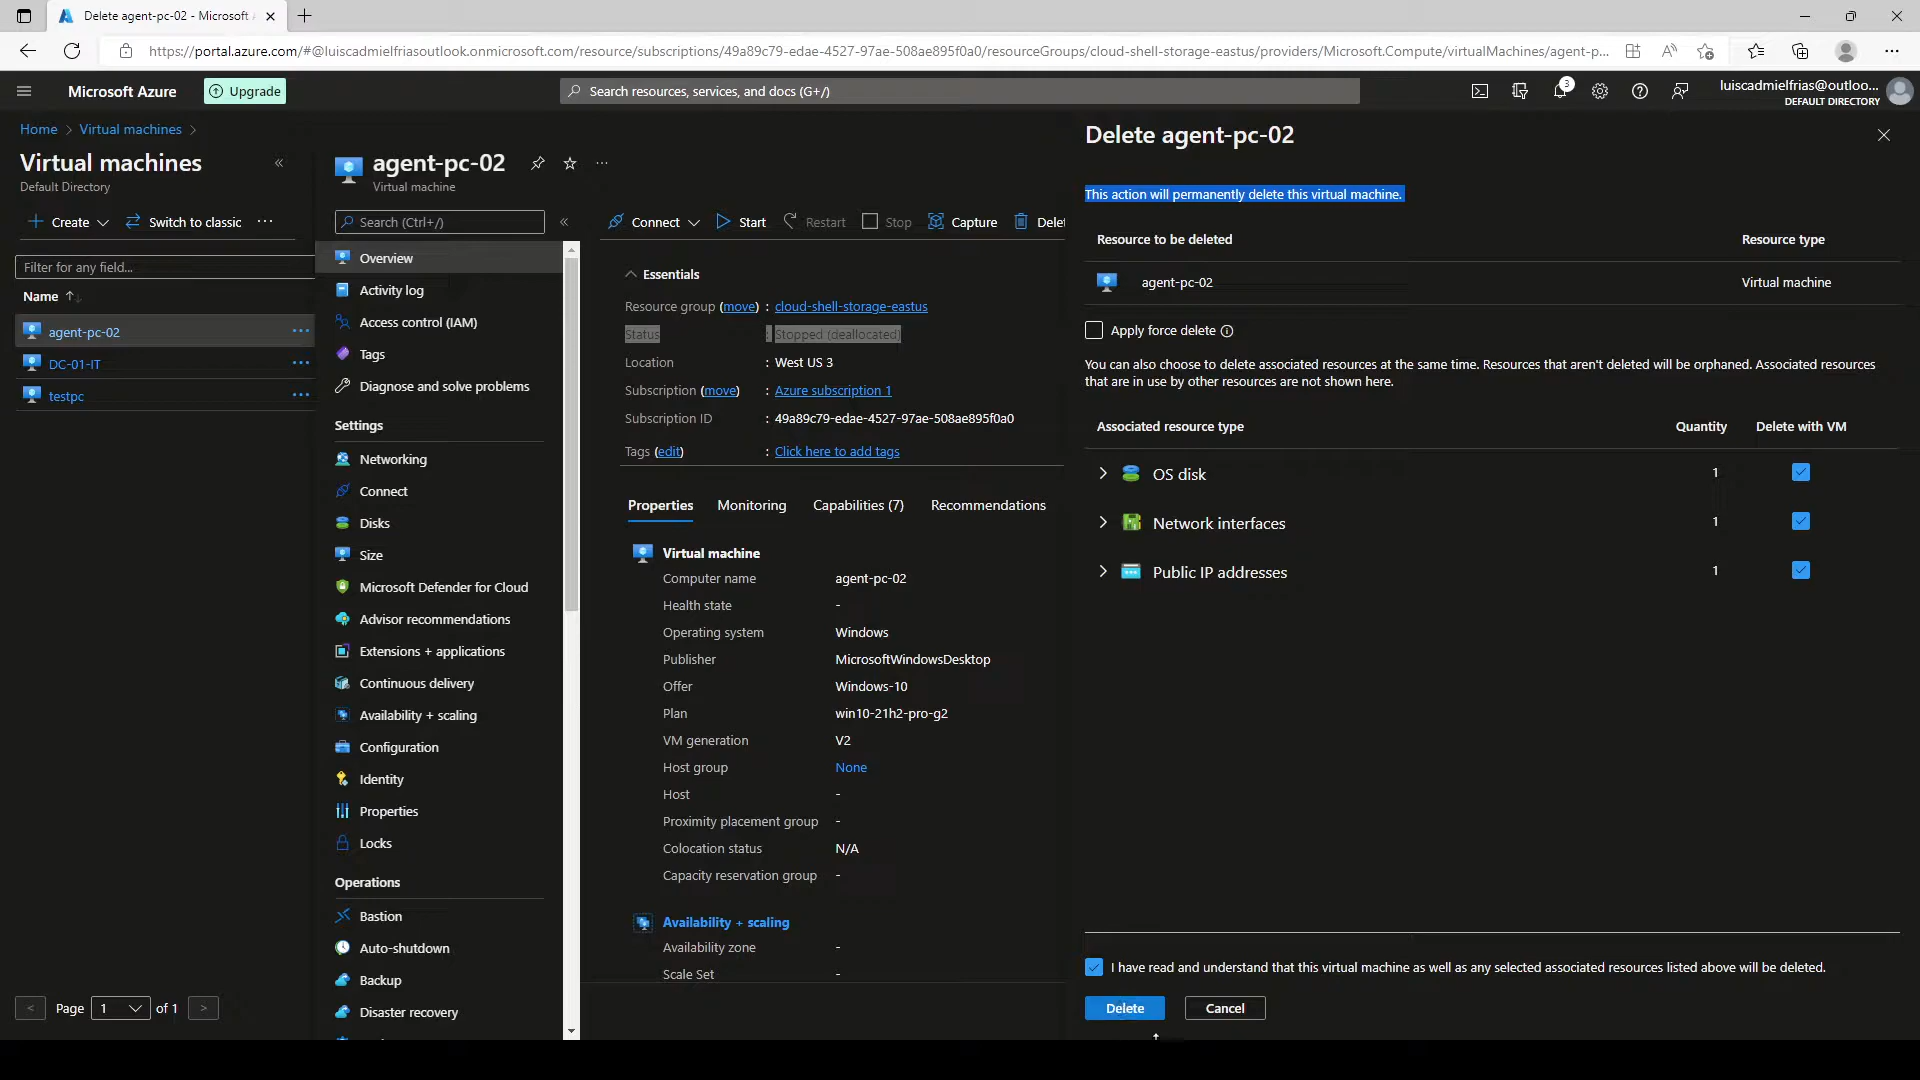 Delete agent-pc-02 - Microsoft A
https://portal.azure.com/#@luiscadmielfriasoutlook.onmicrosoft.com/resource/subscriptions/49a89c79-edae-4527-97ae-508ae895f0a0/resourceGroups/cloud-shell-storage-eastus/providers/Microsoft.Compute/virtualMachines/agent-p...
Microsoft Azure
Upgrade
Search resources, services, and docs (G+/)
3
luiscadmielfrias@outloo...
DEFAULT DIRECTORY
Home > Virtual machines >
Virtual machines
Default Directory
Create
Switch to classic
Filter for any field...
Name
agent-pc-02
DC-01-IT
testpc
Page 1 of 1
agent-pc-02
Virtual machine
Search (Ctrl+/)
Overview
Activity log
Access control (IAM)
Tags
Diagnose and solve problems
Settings
Networking
Connect
Disks
Size
Microsoft Defender for Cloud
Advisor recommendations
Extensions + applications
Continuous delivery
Availability + scaling
Configuration
Identity
Properties
Locks
Operations
Bastion
Auto-shutdown
Backup
Disaster recovery
Connect Start Restart Stop Capture Delet
Essentials
Resource group (move) : cloud-shell-storage-eastus
Status : Stopped (deallocated)
Location : West US 3
Subscription (move) : Azure subscription 1
Subscription ID : 49a89c79-edae-4527-97ae-508ae895f0a0
Tags (edit) : Click here to add tags
Properties Monitoring Capabilities (7) Recommendations
Virtual machine
Computer name agent-pc-02
Health state -
Operating system Windows
Publisher MicrosoftWindowsDesktop
Offer Windows-10
Plan win10-21h2-pro-g2
VM generation V2
Host group None
Host -
Proximity placement group -
Colocation status N/A
Capacity reservation group -
Availability + scaling
Availability zone -
Scale Set -
Delete agent-pc-02
This action will permanently delete this virtual machine.
Resource to be deleted Resource type
agent-pc-02 Virtual machine
Apply force delete
You can also choose to delete associated resources at the same time. Resources that aren't deleted will be orphaned. Associated resources
that are in use by other resources are not shown here.
Associated resource type Quantity Delete with VM
OS disk 1
Network interfaces 1
Public IP addresses 1
I have read and understand that this virtual machine as well as any selected associated resources listed above will be deleted.
Delete Cancel